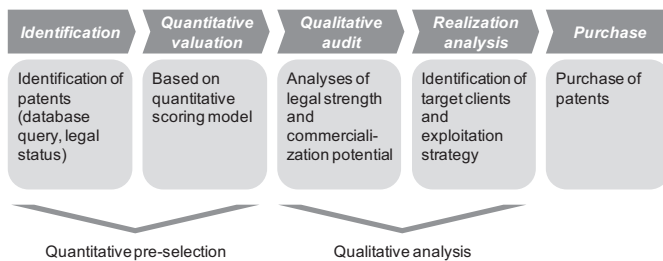 Identification
Quantitative
valuation
Qualitative
audit
Realization
analysis
Purchase
Identification of
patents
(database
query, legal
status)
Based on
quantitative
scoring model
Analyses of
legal strength
and
commerciali-
zation potential
Identification of
target clients
and
exploitation
strategy
Purchase of
patents
Quantitative pre-selection
Qualitative analysis